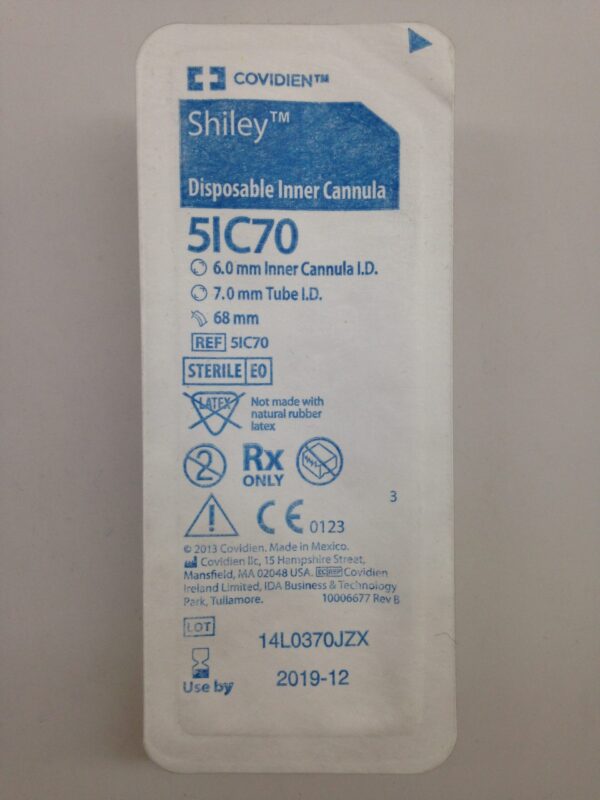 COVIDIEN™
Shiley™
Disposable Inner Cannula
5IC70
6.0 mm Inner Cannula I.D.
7.0 mm Tube I.D.
68 mm
REF 5IC70
STERILE EO
LATEX Not made with
natural rubber
latex
2 Rx ONLY
3
CE 0123
© 2013 Covidien. Made in Mexico.
Covidien llc, 15 Hampshire Street,
Mansfield, MA 02048 USA. EC REP Covidien
Ireland Limited, IDA Business & Technology
Park, Tullamore. 10006677 Rev B
LOT 14L0370JZX
Use by 2019-12